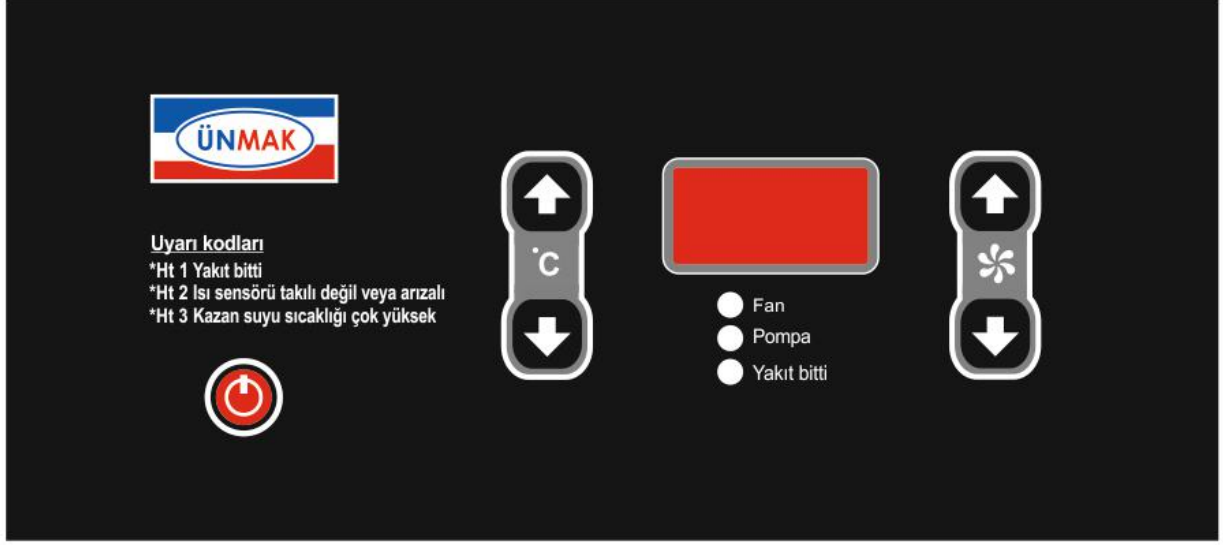 ÜNMAK
Uyarı kodları
*Ht 1 Yakıt bitti
*Ht 2 Isı sensörü takılı değil veya arızalı
*Ht 3 Kazan suyu sıcaklığı çok yüksek
°C
Fan
Pompa
Yakıt bitti